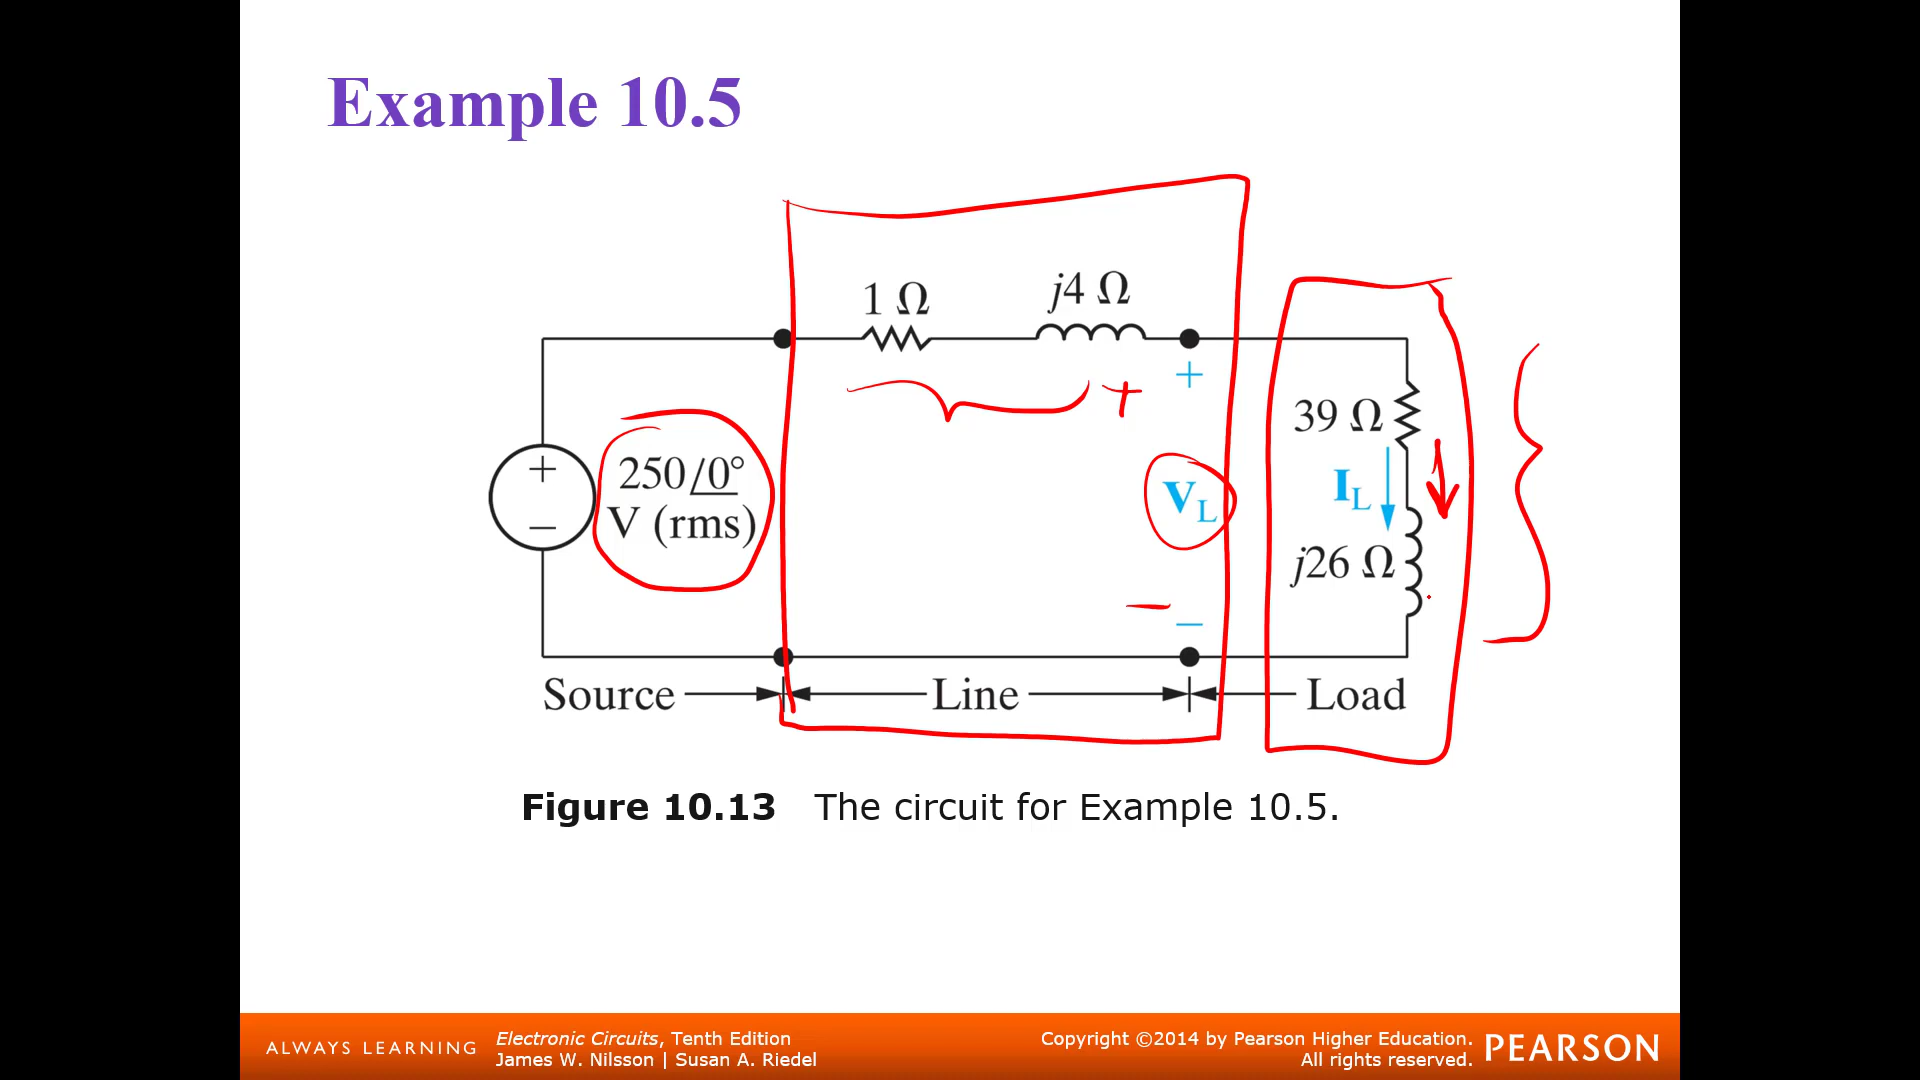 Example 10.5
1 Ω
j4 Ω
+
+
39 Ω
+
250/0°
V (rms)
V_L
I_L
−
j26 Ω
−
−
Source
Line
Load
Figure 10.13 The circuit for Example 10.5.
ALWAYS LEARNING
Electronic Circuits, Tenth Edition
James W. Nilsson | Susan A. Riedel
Copyright ©2014 by Pearson Higher Education.
All rights reserved.
PEARSON